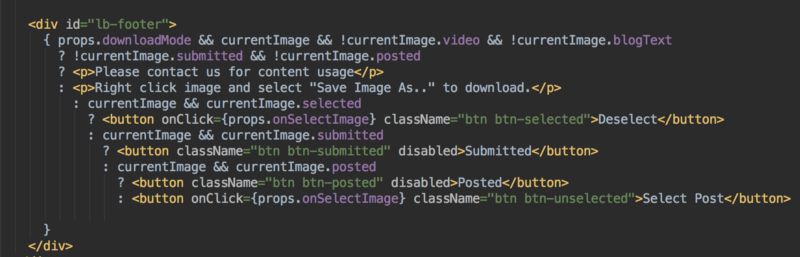 <div id="lb-footer">
{ props.downloadMode && currentImage && !currentImage.video && !currentImage.blogText
? !currentImage.submitted && !currentImage.posted
? <p>Please contact us for content usage</p>
: <p>Right click image and select "Save Image As.." to download.</p>
: currentImage && currentImage.selected
? <button onClick={props.onSelectImage} className="btn btn-selected">Deselect</button>
: currentImage && currentImage.submitted
? <button className="btn btn-submitted" disabled>Submitted</button>
: currentImage && currentImage.posted
? <button className="btn btn-posted" disabled>Posted</button>
: <button onClick={props.onSelectImage} className="btn btn-unselected">Select Post</button>
}
</div>